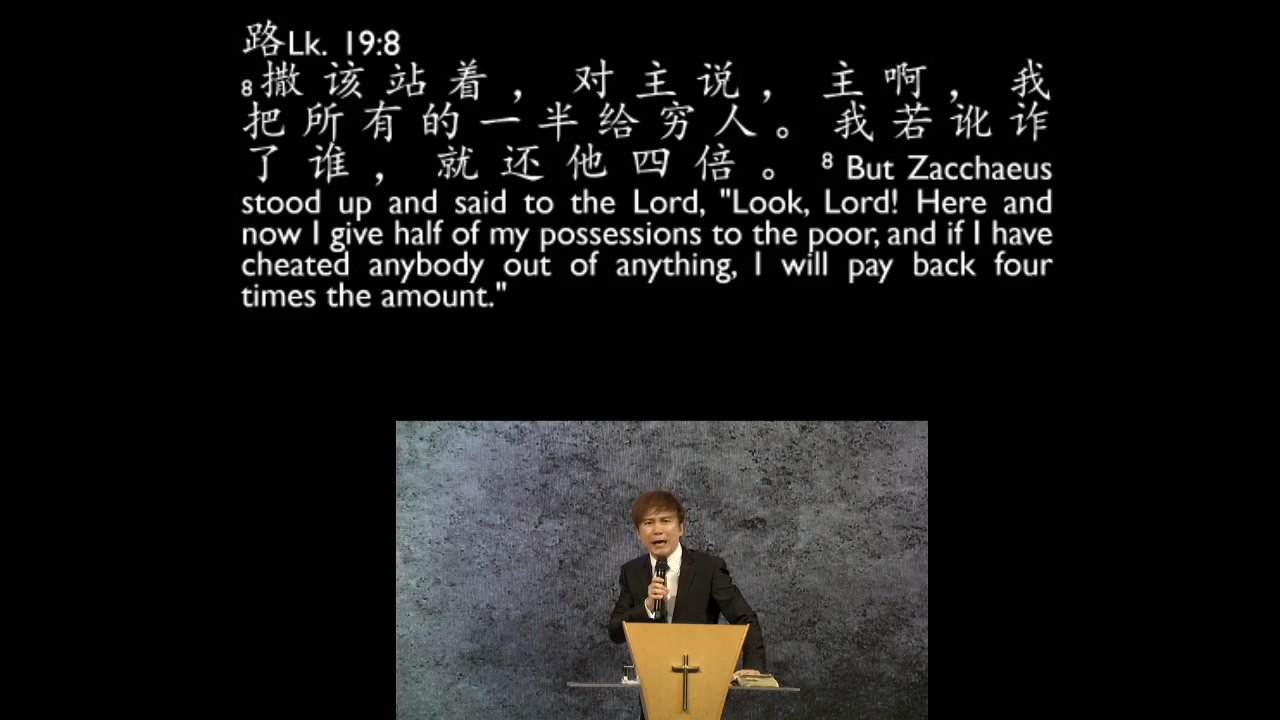 路Lk. 19:8
8撒该站着，对主说，主啊，我
把所有的一半给穷人。我若讹诈
了谁，就还他四倍。 8 But Zacchaeus
stood up and said to the Lord, "Look, Lord! Here and
now I give half of my possessions to the poor, and if I have
cheated anybody out of anything, I will pay back four
times the amount."